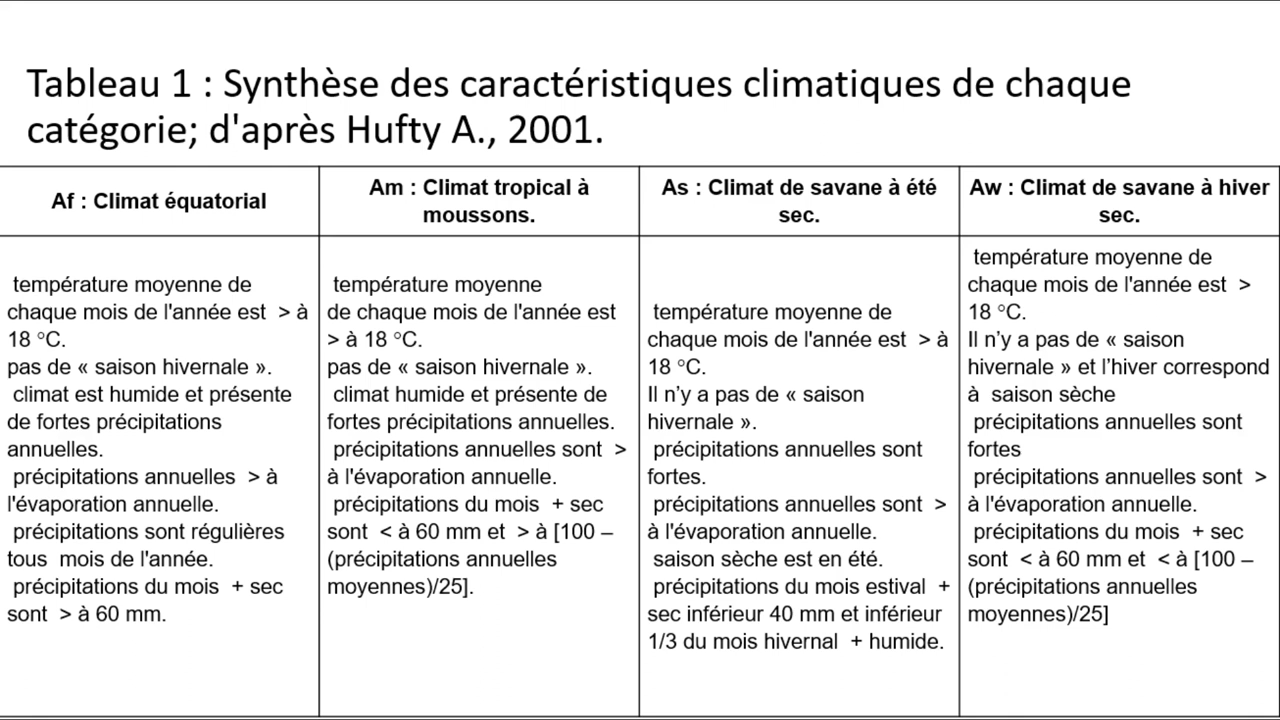 Tableau 1 : Synthèse des caractéristiques climatiques de chaque
catégorie; d'après Hufty A., 2001.
Af : Climat équatorial
Am : Climat tropical à
moussons.
As : Climat de savane à été
sec.
Aw : Climat de savane à hiver
sec.
température moyenne de
chaque mois de l'année est > à
18 °C.
pas de « saison hivernale ».
climat est humide et présente
de fortes précipitations
annuelles.
précipitations annuelles > à
l'évaporation annuelle.
précipitations sont régulières
tous mois de l'année.
précipitations du mois + sec
sont > à 60 mm.
température moyenne
de chaque mois de l'année est
> à 18 °C.
pas de « saison hivernale ».
climat humide et présente de
fortes précipitations annuelles.
précipitations annuelles sont >
à l'évaporation annuelle.
précipitations du mois + sec
sont < à 60 mm et > à [100 –
(précipitations annuelles
moyennes)/25].
température moyenne de
chaque mois de l'année est > à
18 °C.
Il n’y a pas de « saison
hivernale ».
précipitations annuelles sont
fortes.
précipitations annuelles sont >
à l'évaporation annuelle.
saison sèche est en été.
précipitations du mois estival +
sec inférieur 40 mm et inférieur
1/3 du mois hivernal + humide.
température moyenne de
chaque mois de l'année est >
18 °C.
Il n’y a pas de « saison
hivernale » et l’hiver correspond
à saison sèche
précipitations annuelles sont
fortes
précipitations annuelles sont >
à l'évaporation annuelle.
précipitations du mois + sec
sont < à 60 mm et < à [100 –
(précipitations annuelles
moyennes)/25]